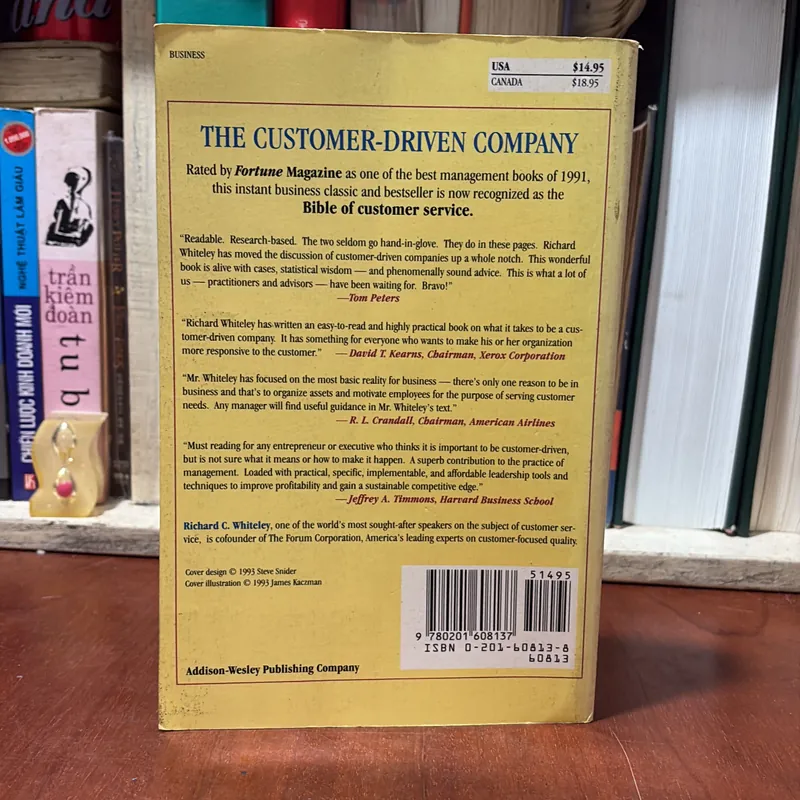 BUSINESS
USA $14.95
CANADA $18.95
THE CUSTOMER-DRIVEN COMPANY
Rated by Fortune Magazine as one of the best management books of 1991,
this instant business classic and bestseller is now recognized as the
Bible of customer service.
“Readable. Research-based. The two seldom go hand-in-glove. They do in these pages. Richard
Whiteley has moved the discussion of customer-driven companies up a whole notch. This wonderful
book is alive with cases, statistical wisdom — and phenomenally sound advice. This is what a lot of
us — practitioners and advisors — have been waiting for. Bravo!”
—Tom Peters
“Richard Whiteley has written an easy-to-read and highly practical book on what it takes to be a cus-
tomer-driven company. It has something for everyone who wants to make his or her organization
more responsive to the customer.” —David T. Kearns, Chairman, Xerox Corporation
“Mr. Whiteley has focused on the most basic reality for business — there's only one reason to be in
business and that's to organize assets and motivate employees for the purpose of serving customer
needs. Any manager will find useful guidance in Mr. Whiteley's text.”
—R. L. Crandall, Chairman, American Airlines
“Must reading for any entrepreneur or executive who thinks it is important to be customer-driven,
but is not sure what it means or how to make it happen. A superb contribution to the practice of
management. Loaded with practical, specific, implementable, and affordable leadership tools and
techniques to improve profitability and gain a sustainable competitive edge.”
—Jeffrey A. Timmons, Harvard Business School
Richard C. Whiteley, one of the world's most sought-after speakers on the subject of customer ser-
vice, is cofounder of The Forum Corporation, America's leading experts on customer-focused quality.
Cover design © 1993 Steve Snider
Cover illustration © 1993 James Kaczman
51495
9 780201 608137
ISBN 0-201-60813-8
60813
Addison-Wesley Publishing Company
NGHỆ THUẬT LÀM GIÀU
CHIẾN LƯỢC KINH DOANH MỚI
trần
kiêm
đoàn
tu b